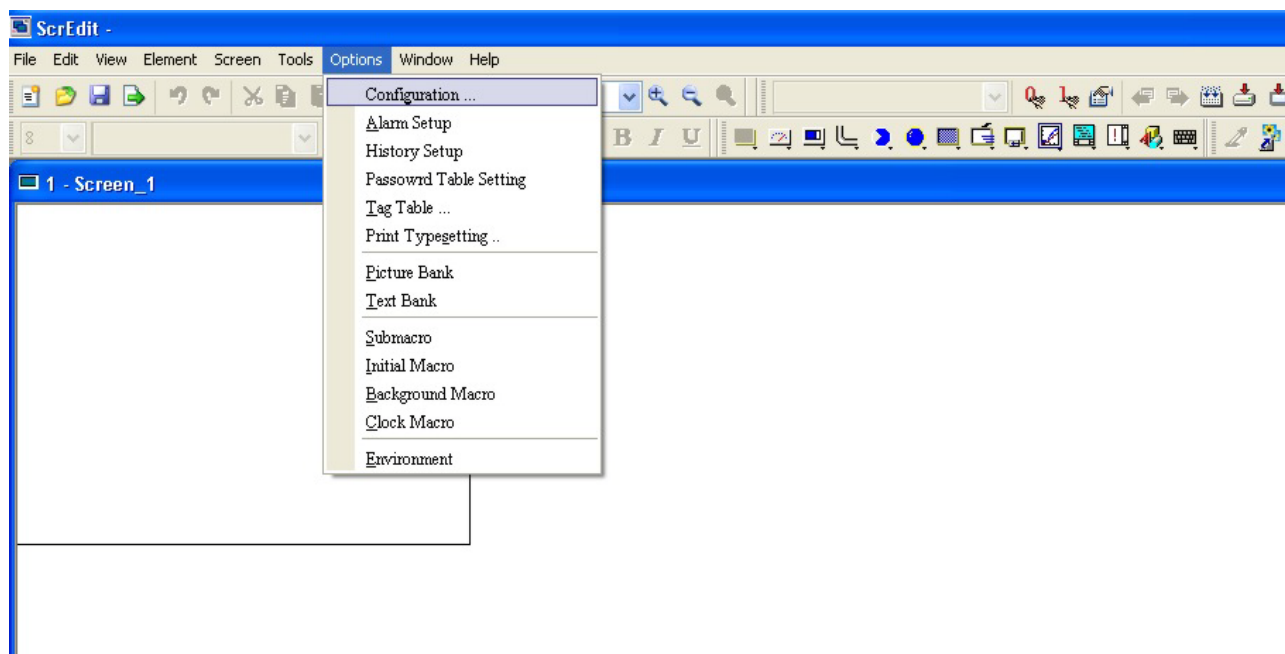 ScrEdit -
File Edit View Element Screen Tools Options Window Help
8
B I U
1 - Screen_1
Configuration ...
Alarm Setup
History Setup
Passowrd Table Setting
Tag Table ...
Print Typesetting ..
Picture Bank
Text Bank
Submacro
Initial Macro
Background Macro
Clock Macro
Environment